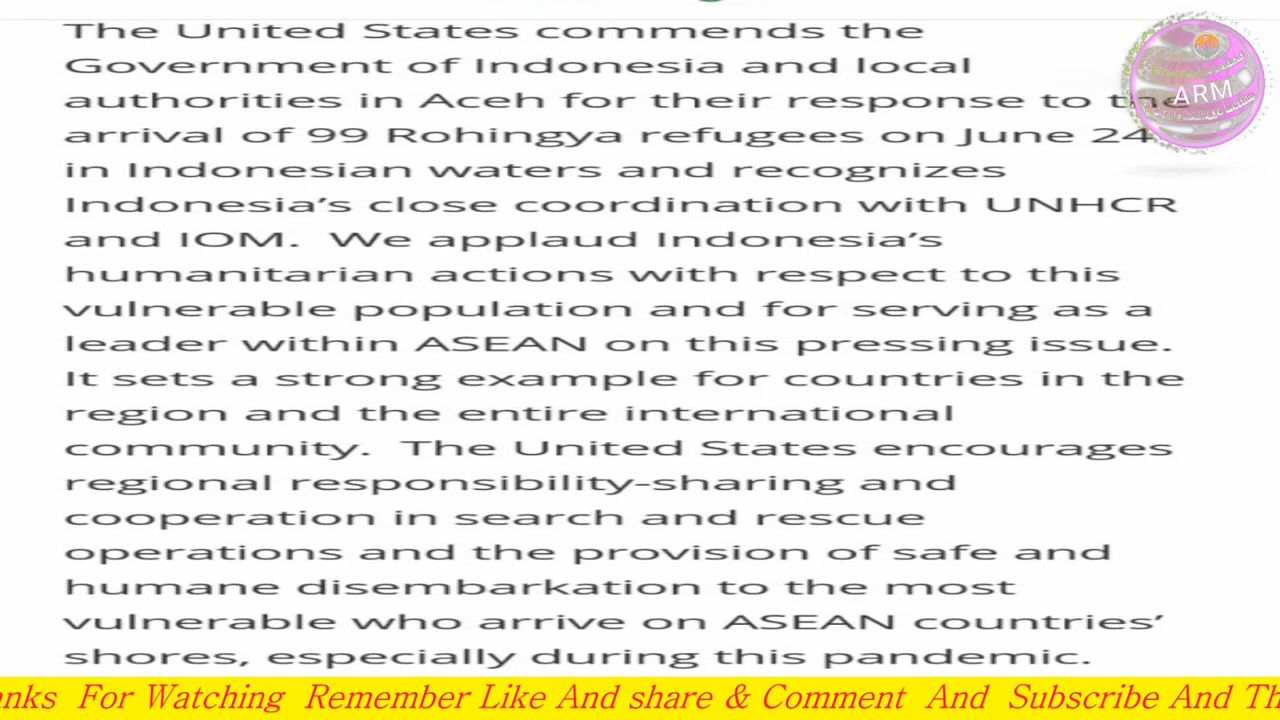 The United States commends the
Government of Indonesia and local
authorities in Aceh for their response to the
arrival of 99 Rohingya refugees on June 24
in Indonesian waters and recognizes
Indonesia’s close coordination with UNHCR
and IOM.  We applaud Indonesia’s
humanitarian actions with respect to this
vulnerable population and for serving as a
leader within ASEAN on this pressing issue.
It sets a strong example for countries in the
region and the entire international
community.  The United States encourages
regional responsibility-sharing and
cooperation in search and rescue
operations and the provision of safe and
humane disembarkation to the most
vulnerable who arrive on ASEAN countries’
shores, especially during this pandemic.
ARM
anks  For Watching  Remember Like And share & Comment  And  Subscribe And Th